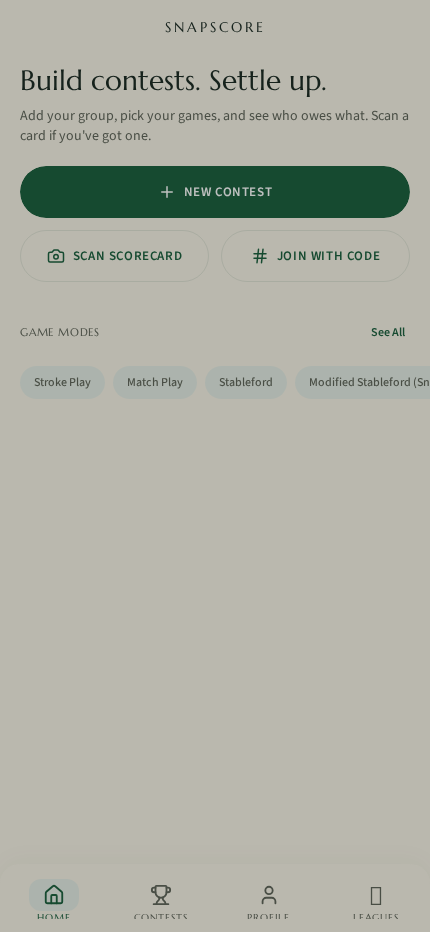 SNAPSCORE
Build contests. Settle up.
Add your group, pick your games, and see who owes what. Scan a
card if you've got one.
NEW CONTEST
SCAN SCORECARD
JOIN WITH CODE
GAME MODES
See All
Stroke Play
Match Play
Stableford
Modified Stableford (Sn
HOME
CONTESTS
PROFILE
LEAGUES